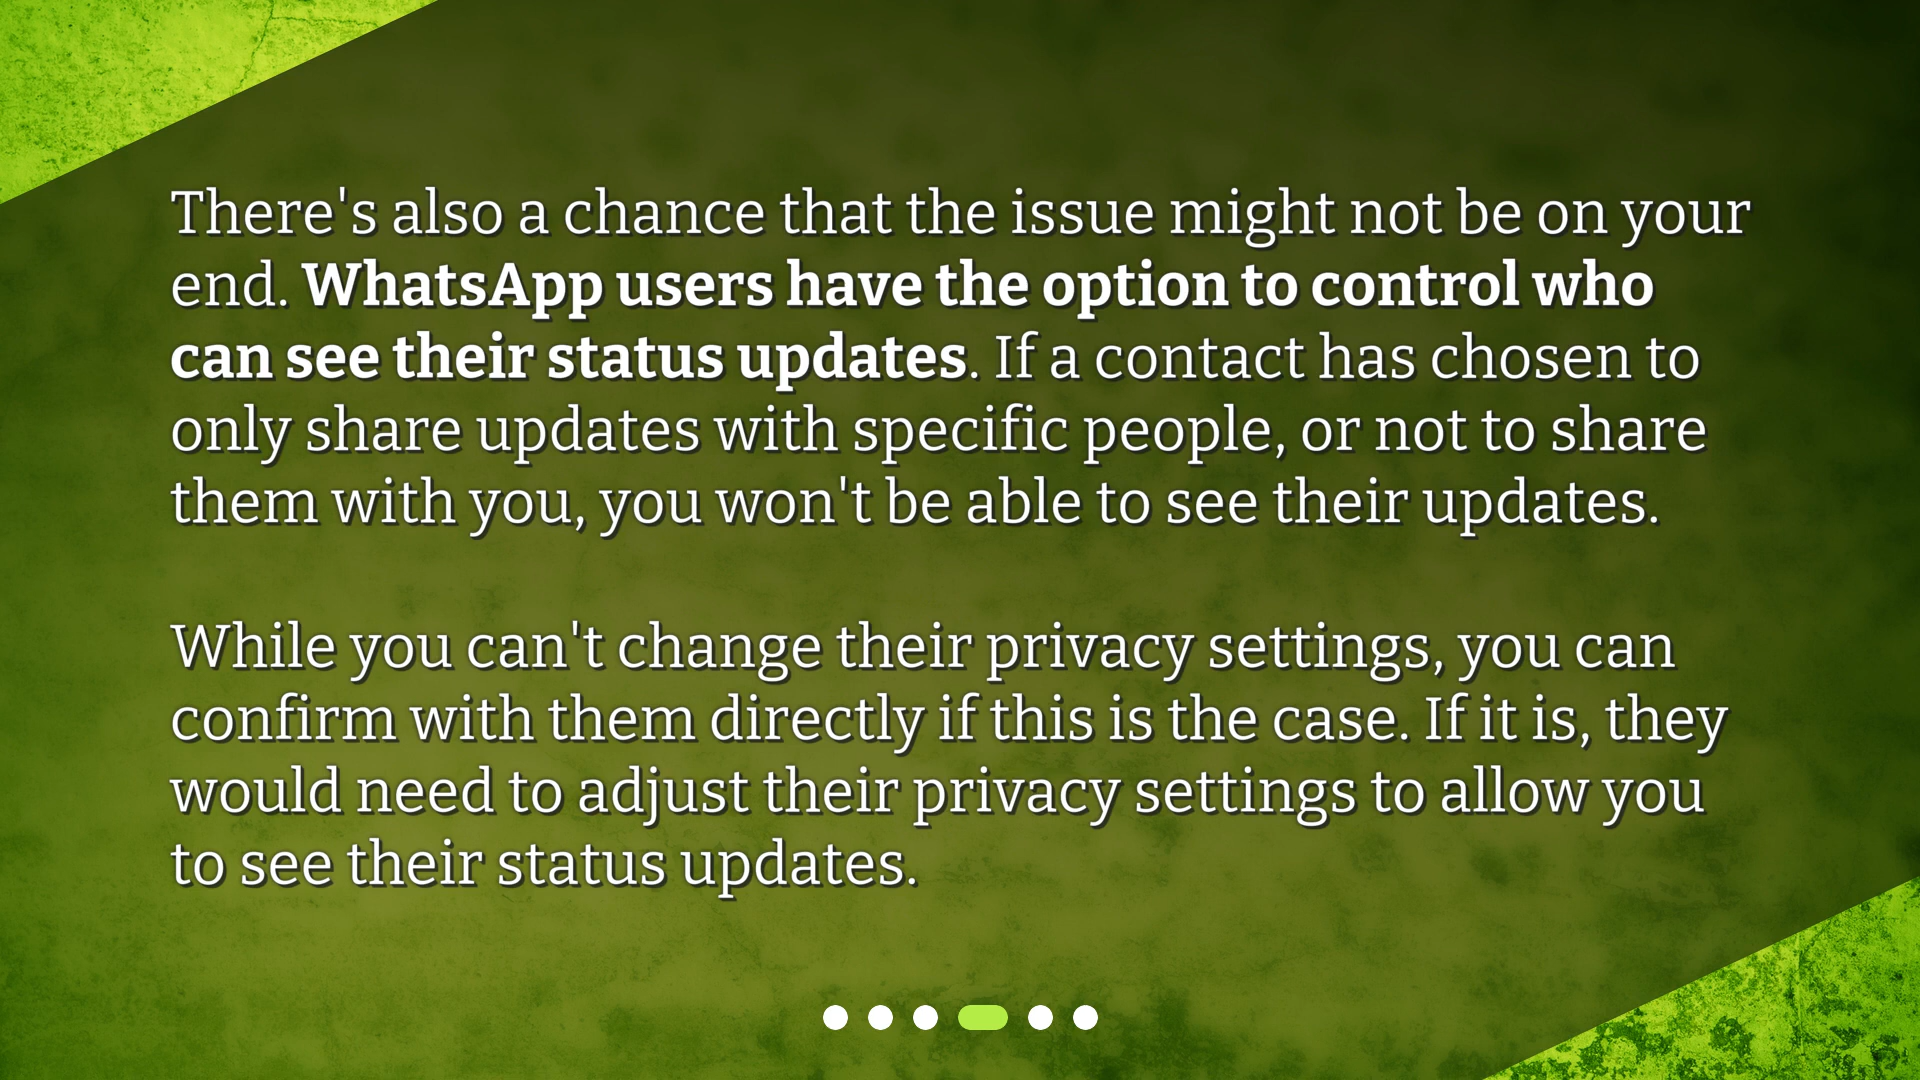 There's also a chance that the issue might not be on your
end. WhatsApp users have the option to control who
can see their status updates. If a contact has chosen to
only share updates with specific people, or not to share
them with you, you won't be able to see their updates.
While you can't change their privacy settings, you can
confirm with them directly if this is the case. If it is, they
would need to adjust their privacy settings to allow you
to see their status updates.